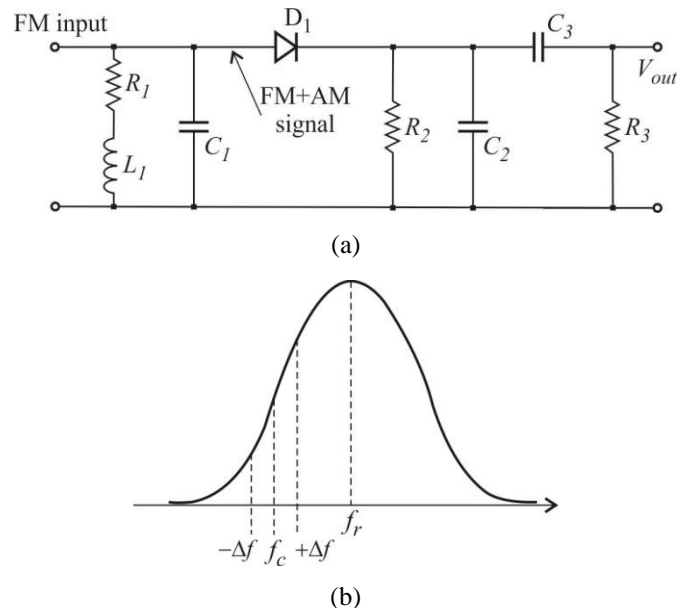 FM input
D1
C3
Vout
R1
FM+AM
signal
C1
R2
C2
R3
L1
(a)
fr
−Δf fc +Δf
(b)